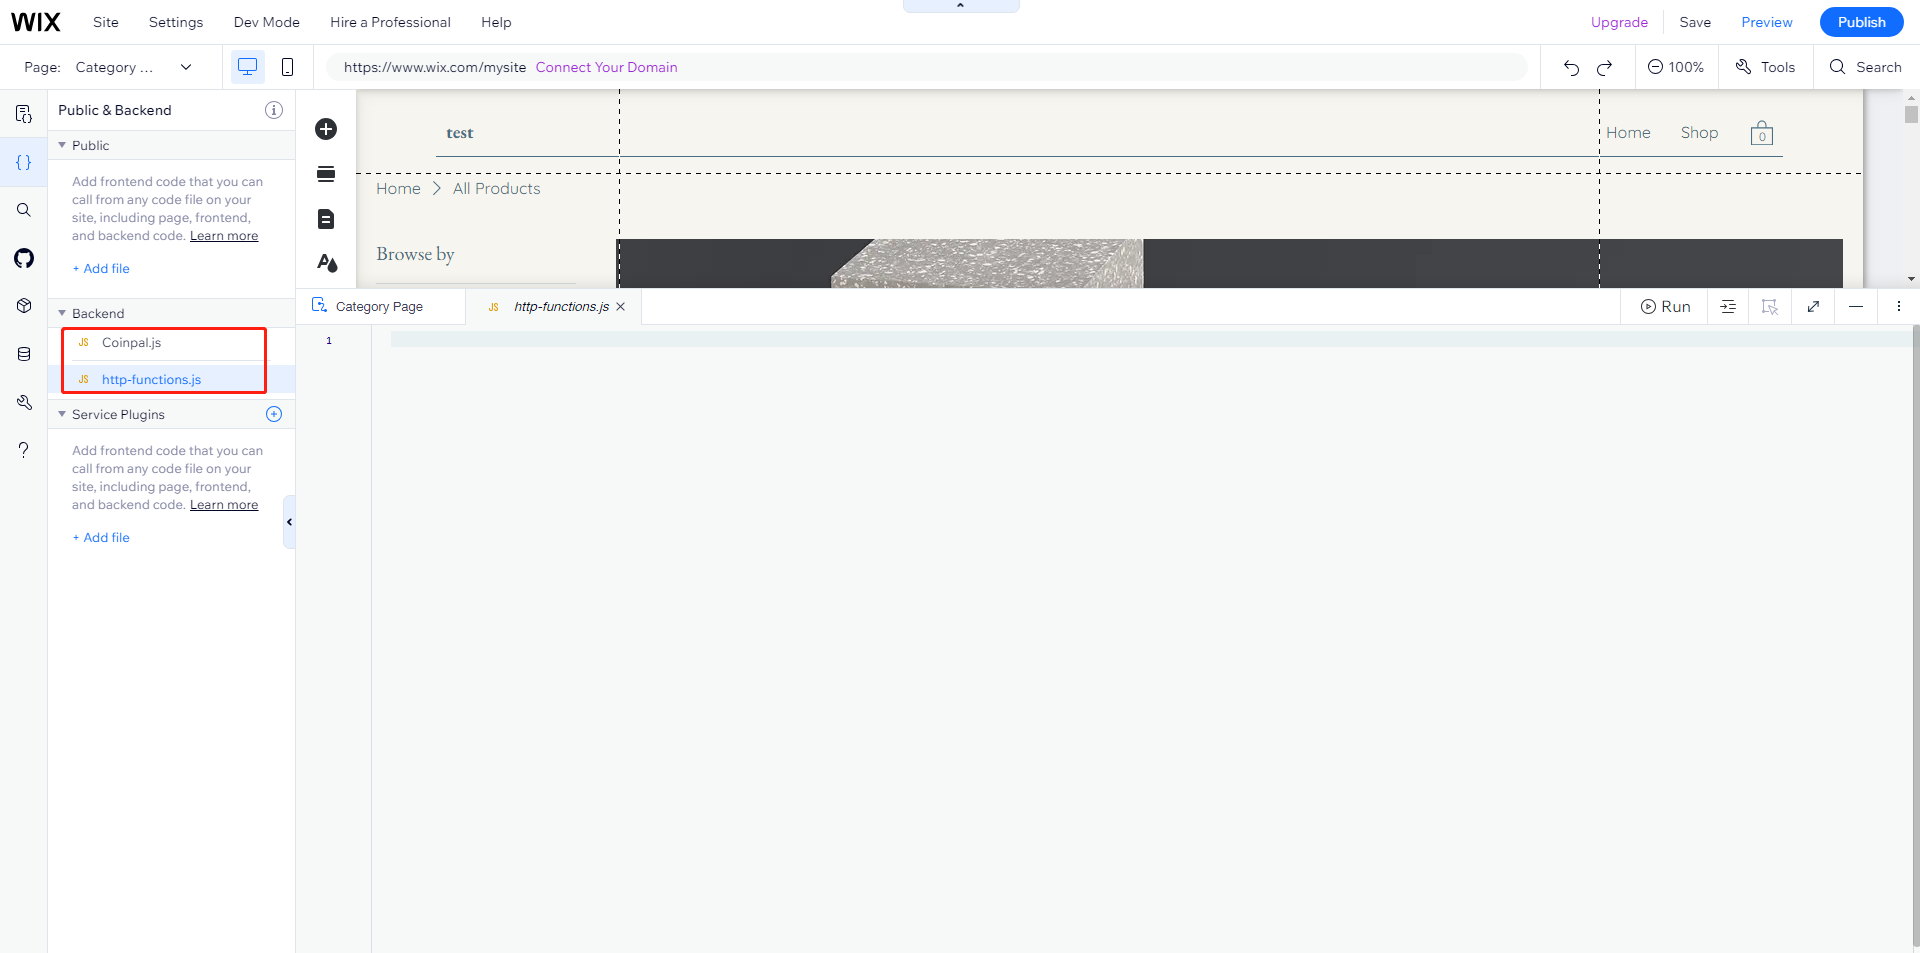 WIX Site Settings Dev Mode Hire a Professional Help Upgrade Save Preview Publish
Page: Category ... https://www.wix.com/mysite Connect Your Domain 100% Tools Search
Public & Backend
Public
Add frontend code that you can
call from any code file on your
site, including page, frontend,
and backend code. Learn more
+ Add file
Backend
JS Coinpal.js
JS http-functions.js
Service Plugins
Add frontend code that you can
call from any code file on your
site, including page, frontend,
and backend code. Learn more
+ Add file
test Home Shop 0
Home > All Products
Browse by
Category Page JS http-functions.js Run
1